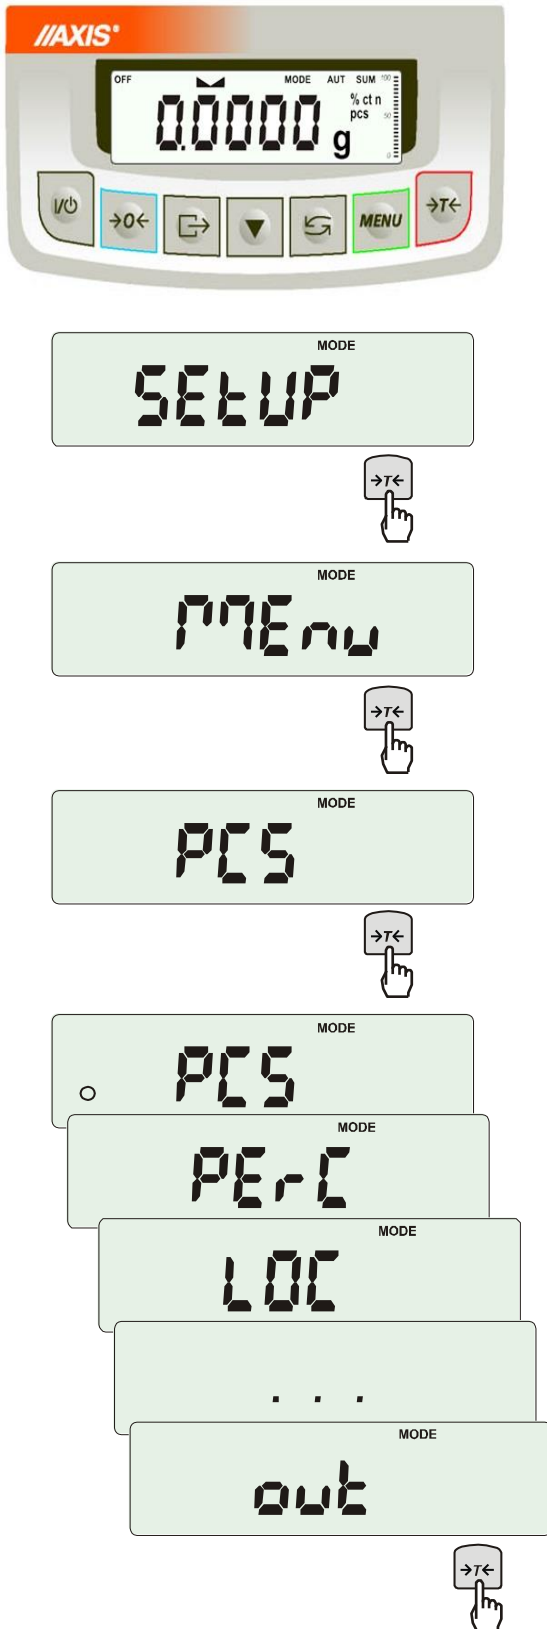 //AXIS®
OFF MODE AUT SUM 100
0.0000 g
% ct n
pcs 50
0
I/⏻ →0← ▼ MENU →T←
MODE
SEtUP
→T←
MODE
MEnu
→T←
MODE
PCS
→T←
MODE
PCS
MODE
PErC
MODE
LOC
. . .
MODE
out
→T←